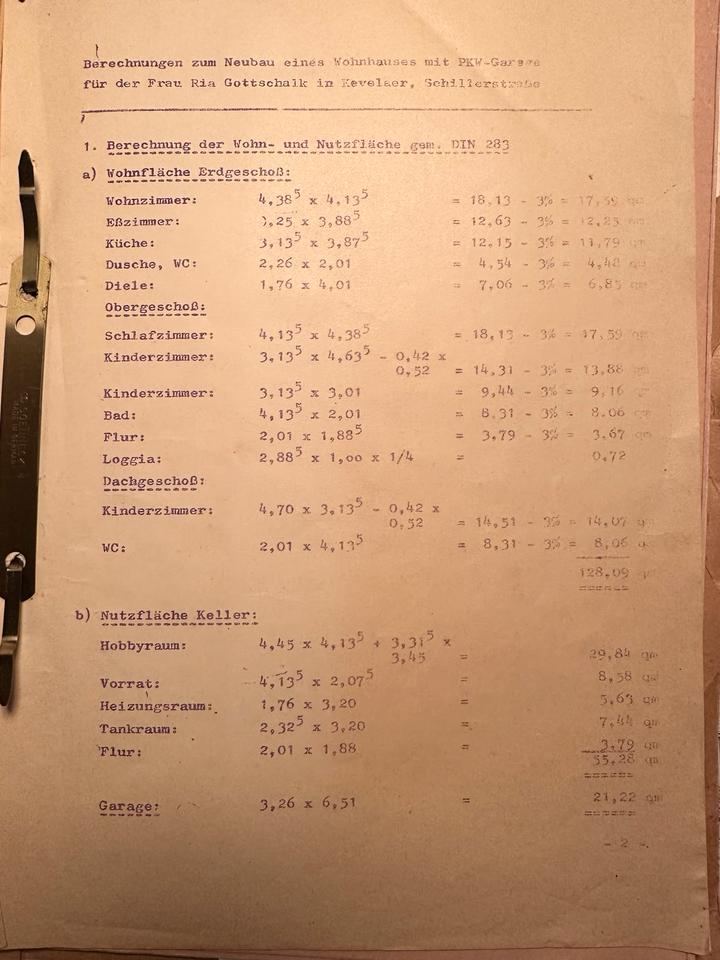 Berechnungen zum Neubau eines Wohnhauses mit PKW-Garage
für der Frau Ria Gottschalk in Kevelaer, Schillerstraße
1. Berechnung der Wohn- und Nutzfläche gem. DIN 283
a) Wohnfläche Erdgeschoß:
Wohnzimmer: 4,38⁵ x 4,13⁵ = 18,13 - 3% = 17,59 qm
Eßzimmer: ,25 x 3,88⁵ = 12,63 - 3% = 12,25 qm
Küche: 3,13⁵ x 3,87⁵ = 12,15 - 3% = 11,79 qm
Dusche, WC: 2,26 x 2,01 = 4,54 - 3% = 4,40 qm
Diele: 1,76 x 4,01 = 7,06 - 3% = 6,85 qm
Obergeschoß:
Schlafzimmer: 4,13⁵ x 4,38⁵ = 18,13 - 3% = 17,59 qm
Kinderzimmer: 3,13⁵ x 4,63⁵ - 0,42 x
0,52 = 14,31 - 3% = 13,88 qm
Kinderzimmer: 3,13⁵ x 3,01 = 9,44 - 3% = 9,16 qm
Bad: 4,13⁵ x 2,01 = 8,31 - 3% = 8,06 qm
Flur: 2,01 x 1,88⁵ = 3,79 - 3% = 3,67 qm
Loggia: 2,88⁵ x 1,oo x 1/4 = 0,72
Dachgeschoß:
Kinderzimmer: 4,70 x 3,13⁵ - 0,42 x
0,52 = 14,51 - 3% = 14,07 q
WC: 2,01 x 4,13⁵ = 8,31 - 3% = 8,06 q
128,09 q
b) Nutzfläche Keller:
Hobbyraum: 4,45 x 4,13⁵ + 3,31⁵ x
3,45 = 29,84 qm
Vorrat: 4,13⁵ x 2,07⁵ = 8,58 qm
Heizungsraum: 1,76 x 3,20 = 5,63 qm
Tankraum: 2,32⁵ x 3,20 = 7,44 qm
Flur: 2,01 x 1,88 = 3,79 qm
55,28 qm
Garage: 3,26 x 6,51 = 21,22 qm
- 2 -